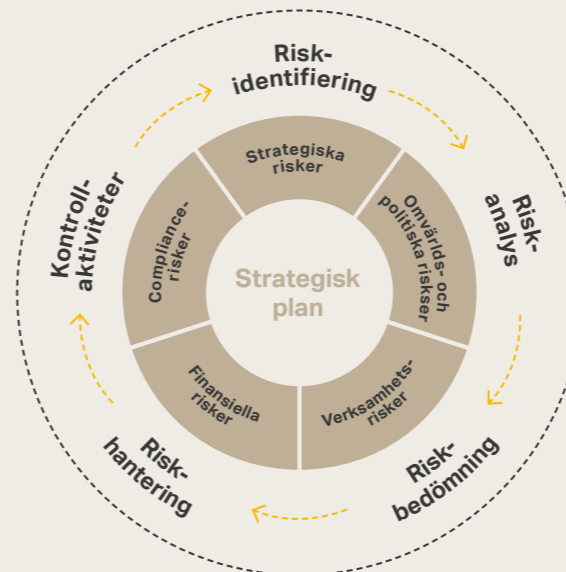 Risk-
identifiering
Risk-
analys
Risk-
bedömning
Risk-
hantering
Kontroll-
aktiviteter
Strategiska
risker
Omvärlds- och
politiska riskser
Verksamhets-
risker
Finansiella
risker
Compliance-
risker
Strategisk
plan